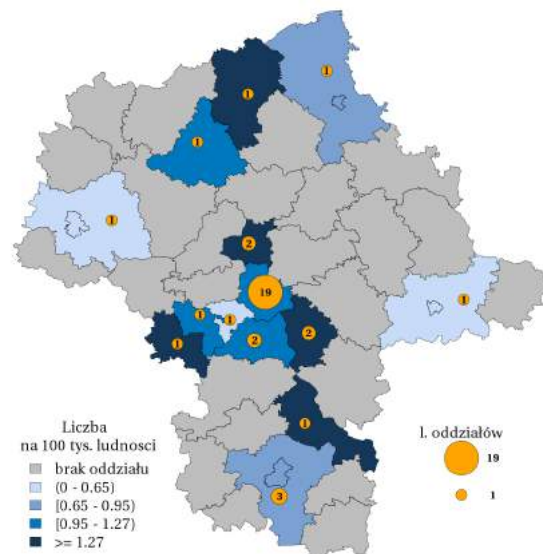 1
1
1
1
2
19
1
1
1
1
2
2
1
3
Liczba
na 100 tys. ludnosci
brak oddziału
(0 - 0.65)
[0.65 - 0.95)
[0.95 - 1.27)
>= 1.27
l. oddziałów
19
1